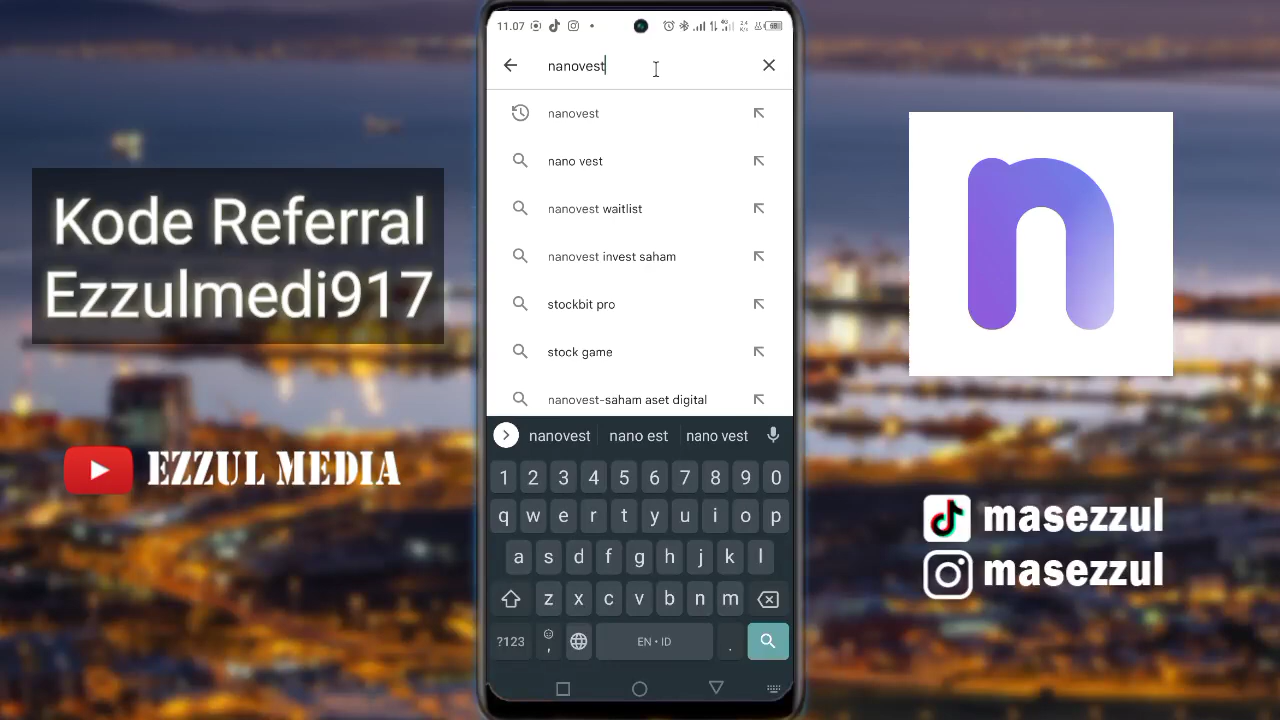 Kode Referral
Ezzulmedi917
EZZUL MEDIA
11.07
nanovest
nanovest
nano vest
nanovest waitlist
nanovest invest saham
stockbit pro
stock game
nanovest-saham aset digital
nanovest nano est nano vest
1 2 3 4 5 6 7 8 9 0
q w e r t y u i o p
a s d f g h j k l
z x c v b n m
?123 , EN • ID .
n
masezzul
masezzul